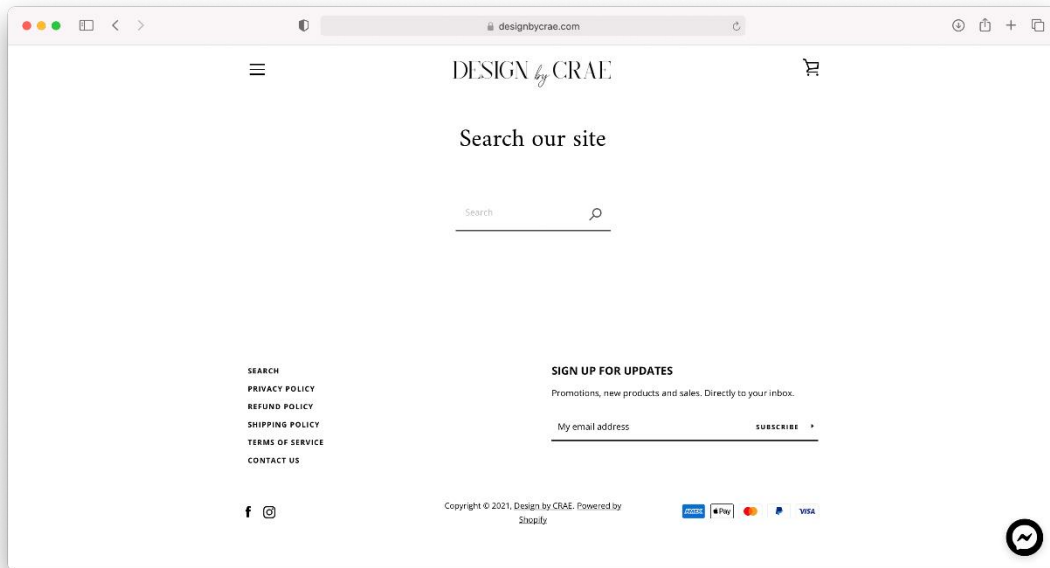 designbycrae.com
DESIGN by CRAE
Search our site
Search
SEARCH
PRIVACY POLICY
REFUND POLICY
SHIPPING POLICY
TERMS OF SERVICE
CONTACT US
SIGN UP FOR UPDATES
Promotions, new products and sales. Directly to your inbox.
My email address
SUBSCRIBE
Copyright © 2021, Design by CRAE. Powered by
Shopify
Pay
VISA